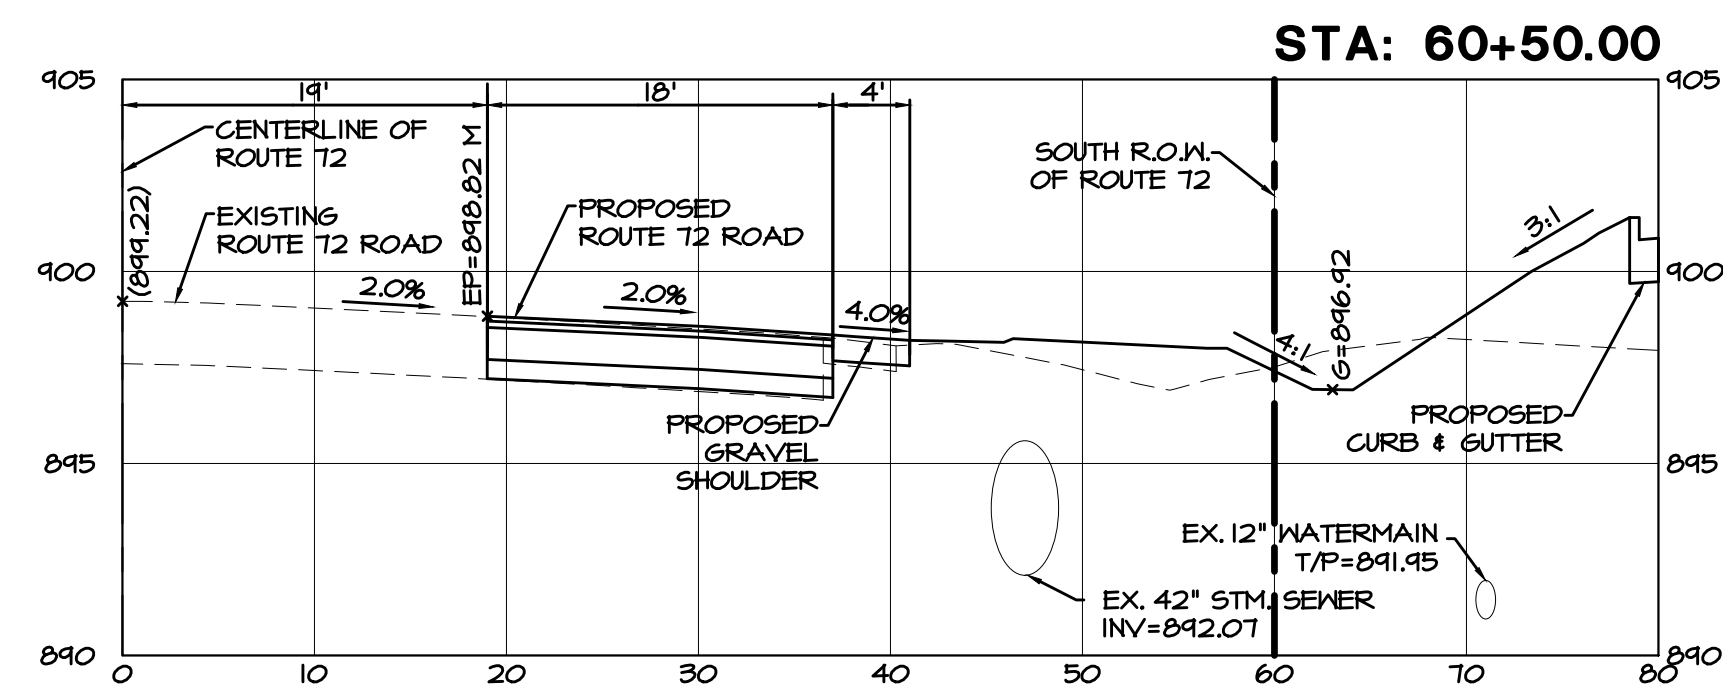 STA: 60+50.00
905
905
19'
18'
4'
CENTERLINE OF
ROUTE 72
EP=898.82 M
SOUTH R.O.W.
OF ROUTE 72
(899.22)
EXISTING
ROUTE 72 ROAD
PROPOSED
ROUTE 72 ROAD
3:1
900
900
2.0%
2.0%
4.0%
4:1
G=896.92
PROPOSED
GRAVEL
SHOULDER
PROPOSED
CURB & GUTTER
895
895
EX. 12" WATERMAIN
T/P=891.95
EX. 42" STM. SEWER
INV=892.07
890
890
0 10 20 30 40 50 60 70 80